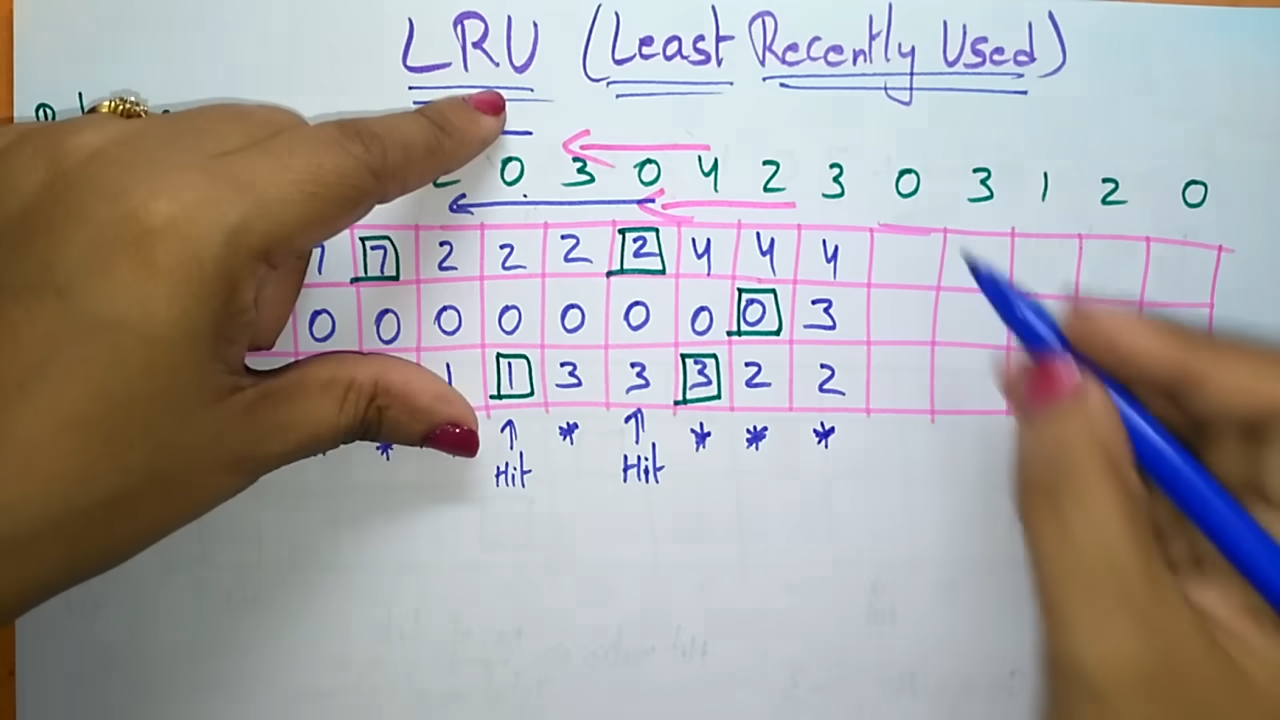 LRU (Least Recently Used)
0 3 0 4 2 3 0 3 1 2 0
7 2 2 2 2 4 4 4
0 0 0 0 0 0 0 0 3
1 1 3 3 3 2 2
* * * * *
Hit Hit